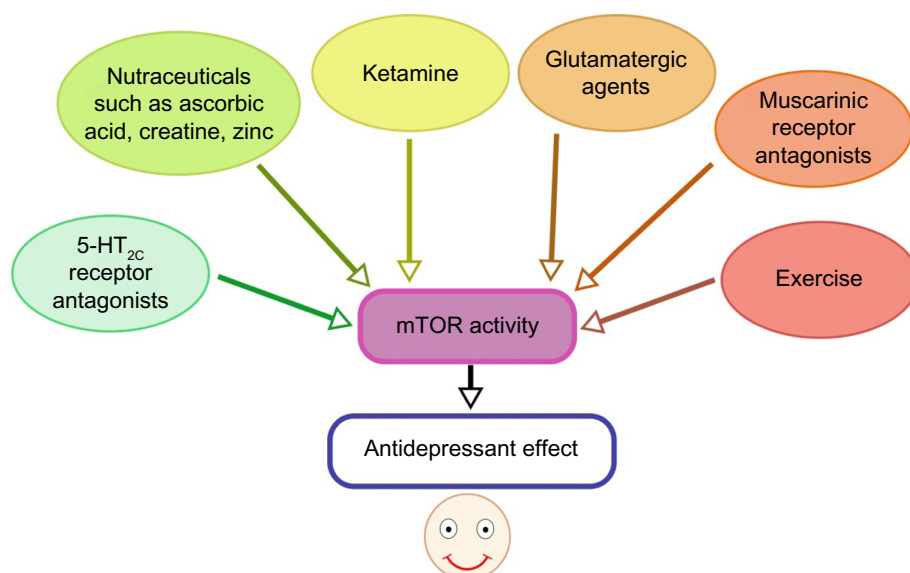 Nutraceuticals
such as ascorbic
acid, creatine, zinc
Ketamine
Glutamatergic
agents
Muscarinic
receptor
antagonists
5-HT₂C
receptor
antagonists
Exercise
mTOR activity
Antidepressant effect